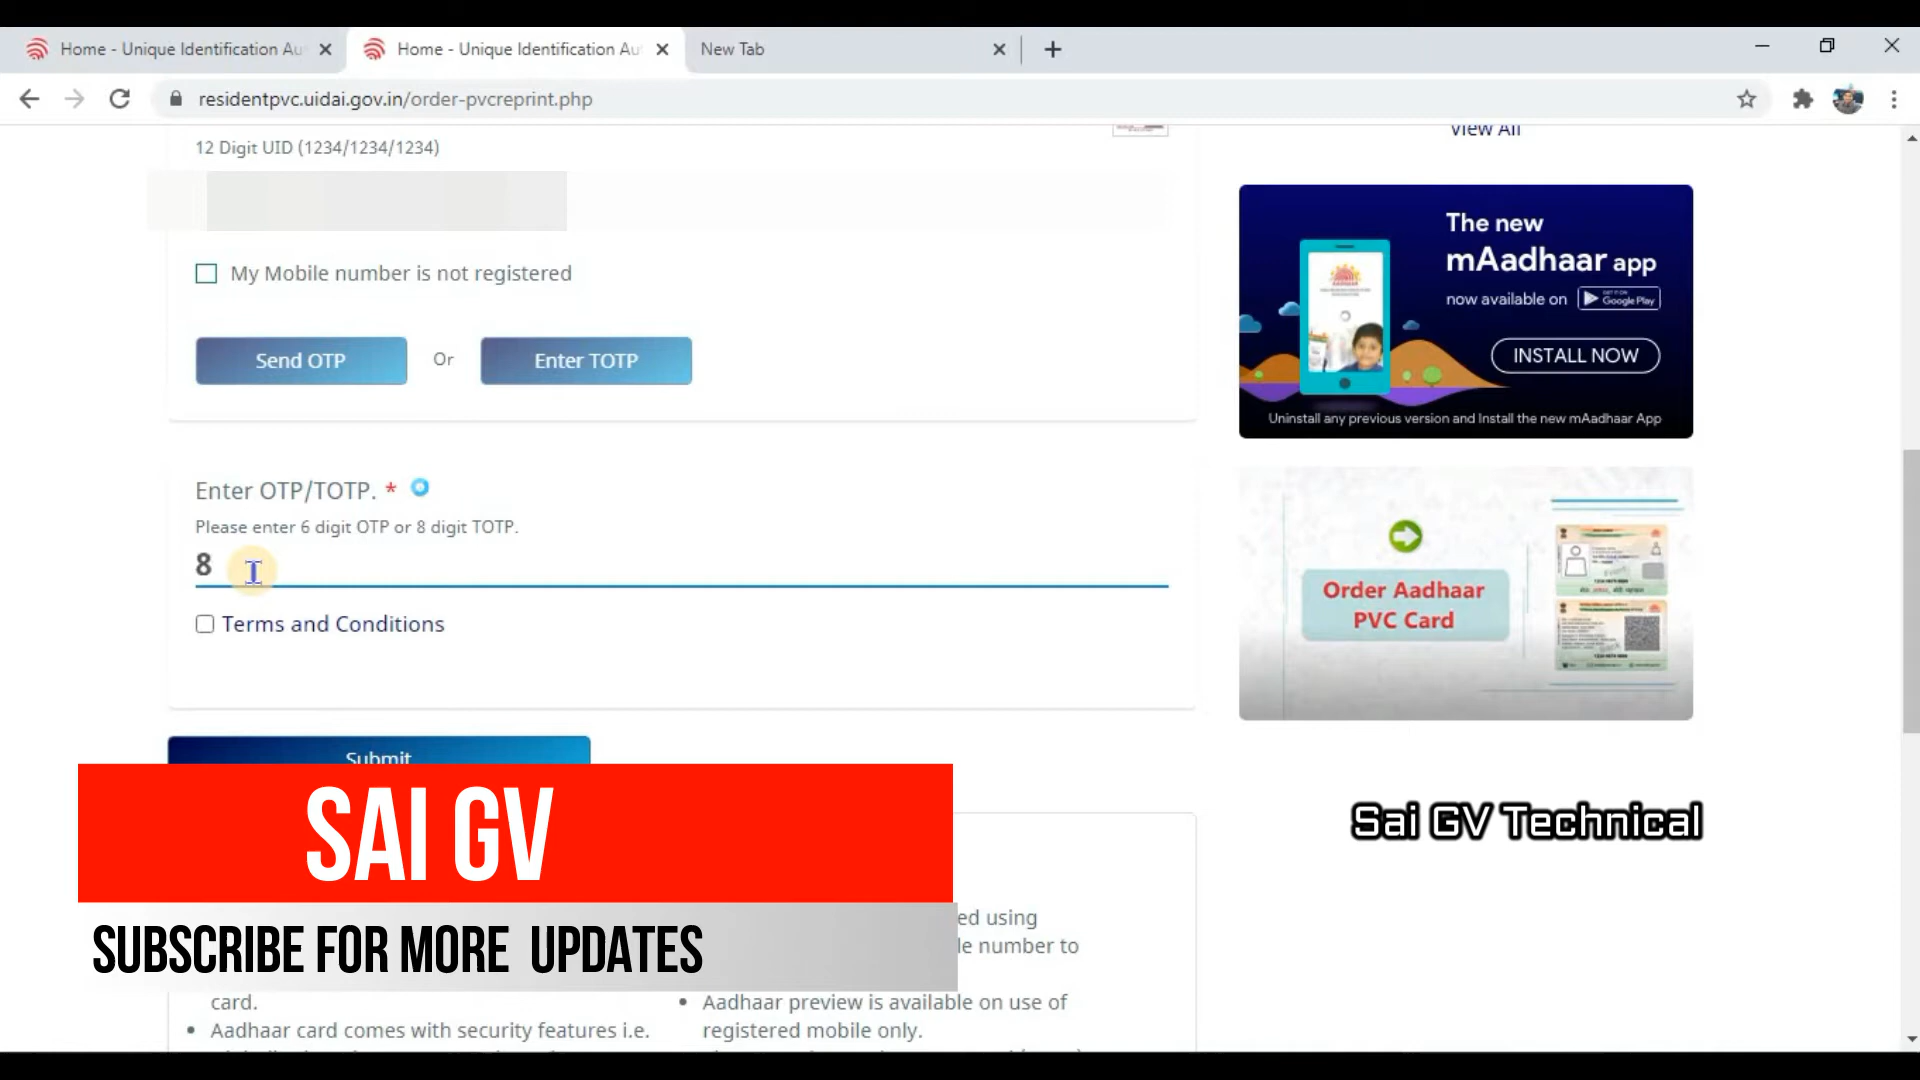 Home - Unique Identification Au
Home - Unique Identification Au
New Tab
residentpvc.uidai.gov.in/order-pvcreprint.php
12 Digit UID (1234/1234/1234)
My Mobile number is not registered
Send OTP
Or
Enter TOTP
Enter OTP/TOTP. *
Please enter 6 digit OTP or 8 digit TOTP.
8
Terms and Conditions
Submit
View All
The new
mAadhaar app
now available on
GET IT ON
Google Play
INSTALL NOW
Uninstall any previous version and Install the new mAadhaar App
AADHAAR
Order Aadhaar
PVC Card
SAI GV
SUBSCRIBE FOR MORE UPDATES
Sai GV Technical
ed using
le number to
card.
• Aadhaar card comes with security features i.e.
• Aadhaar preview is available on use of
registered mobile only.